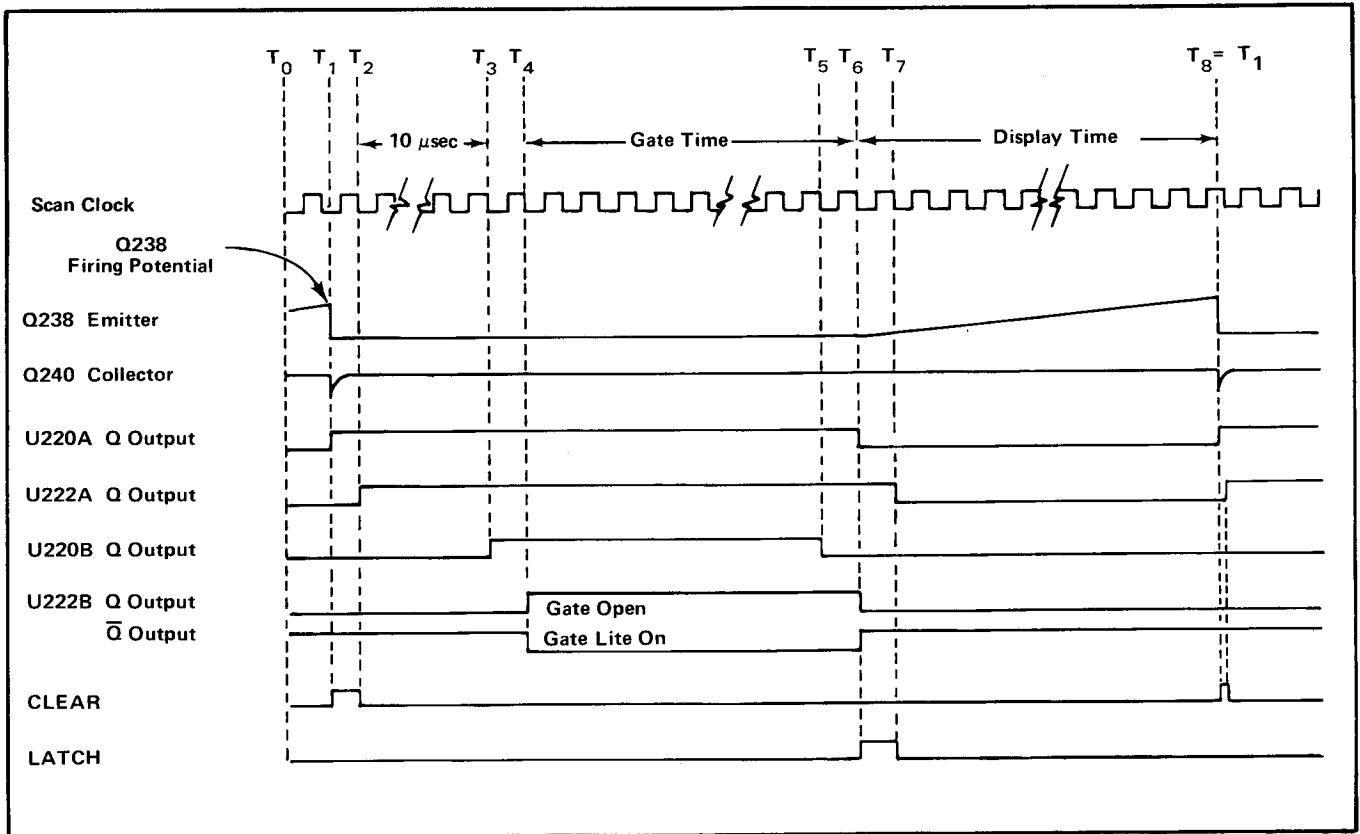 T0 T1 T2 T3 T4 T5 T6 T7 T8 = T1
10 μsec Gate Time Display Time
Scan Clock
Q238
Firing Potential
Q238 Emitter
Q240 Collector
U220A Q Output
U222A Q Output
U220B Q Output
U222B Q Output Gate Open
Q̅ Output Gate Lite On
CLEAR
LATCH